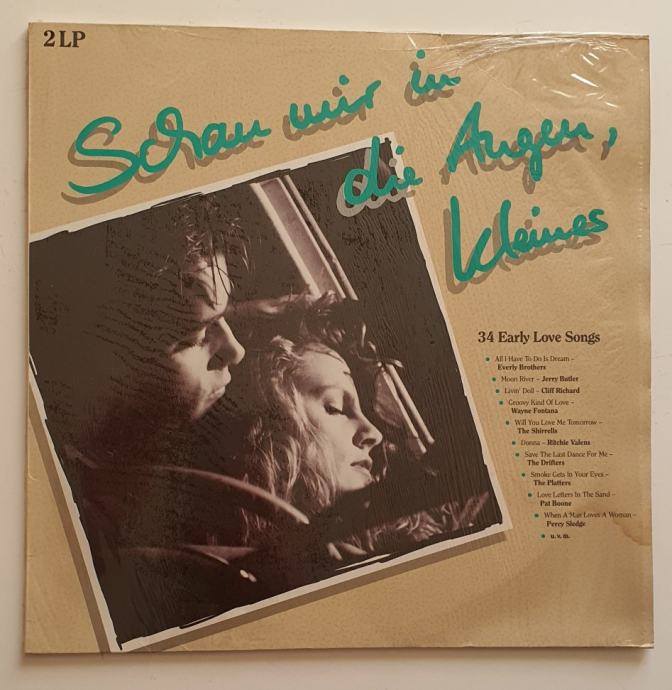 2 LP
Schau mir in
die Augen,
kleines
34 Early Love Songs
All I Have To Do Is Dream –
Everly Brothers
Moon River – Jerry Butler
Livin' Doll – Cliff Richard
Groovy Kind Of Love –
Wayne Fontana
Will You Love Me Tomorrow –
The Shirrells
Donna – Ritchie Valens
Save The Last Dance For Me –
The Drifters
Smoke Gets In Your Eyes –
The Platters
Love Letters In The Sand –
Pat Boone
When A Man Loves A Woman –
Percy Sledge
u. v. m.